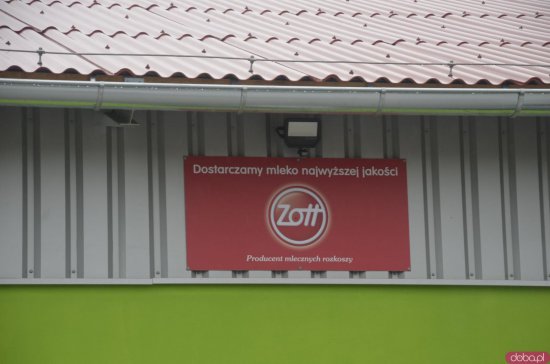 Dostarczamy mleko najwyższej jakości
Zott
Producent mlecznych rozkoszy
doba.pl